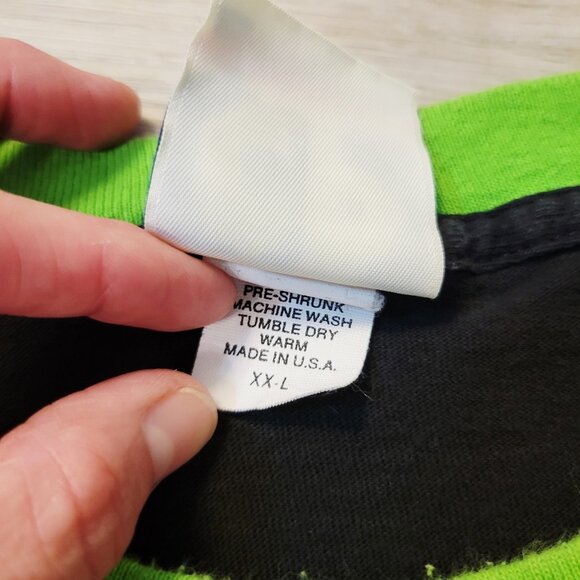 PRE-SHRUNK
MACHINE WASH
TUMBLE DRY
WARM
MADE IN U.S.A.
XX-L